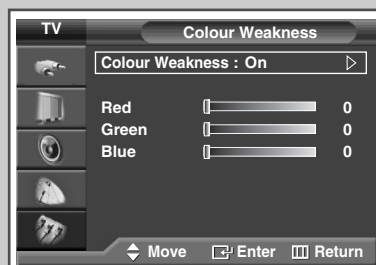 TV
Colour Weakness
Colour Weakness : On
Red 0
Green 0
Blue 0
Move Enter Return